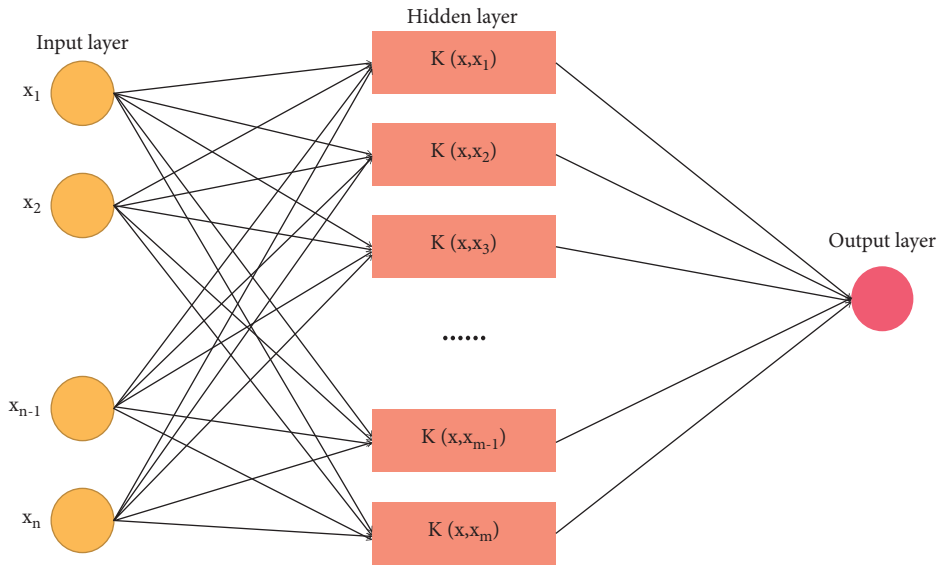 Input layer
x₁
x₂
xₙ₋₁
xₙ
Hidden layer
K (x,x₁)
K (x,x₂)
K (x,x₃)
......
K (x,xₘ₋₁)
K (x,xₘ)
Output layer